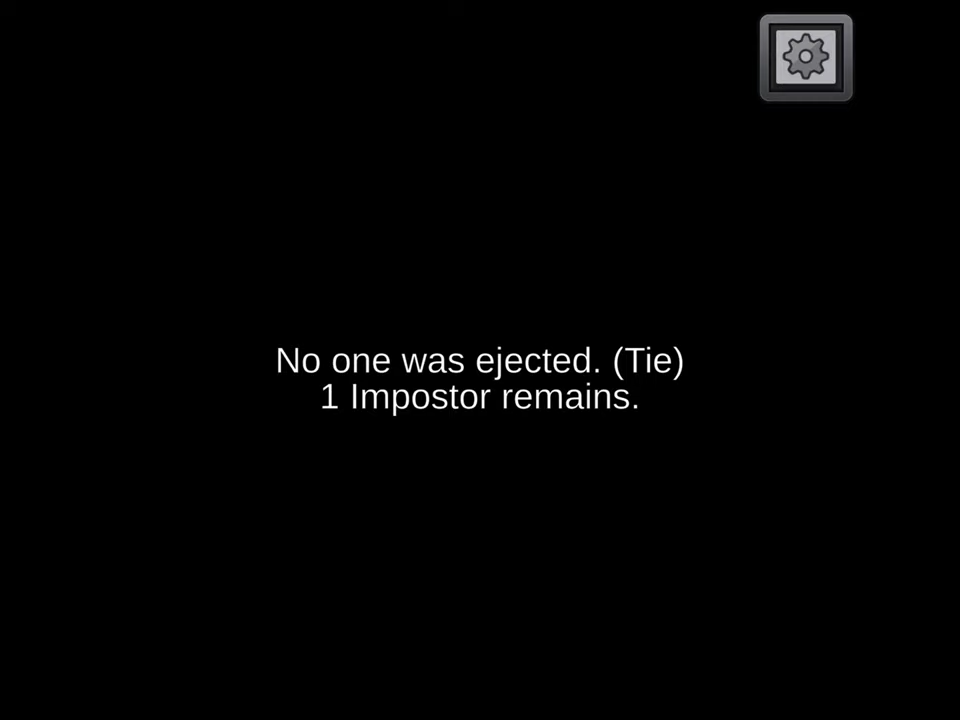 No one was ejected. (Tie)
1 Impostor remains.